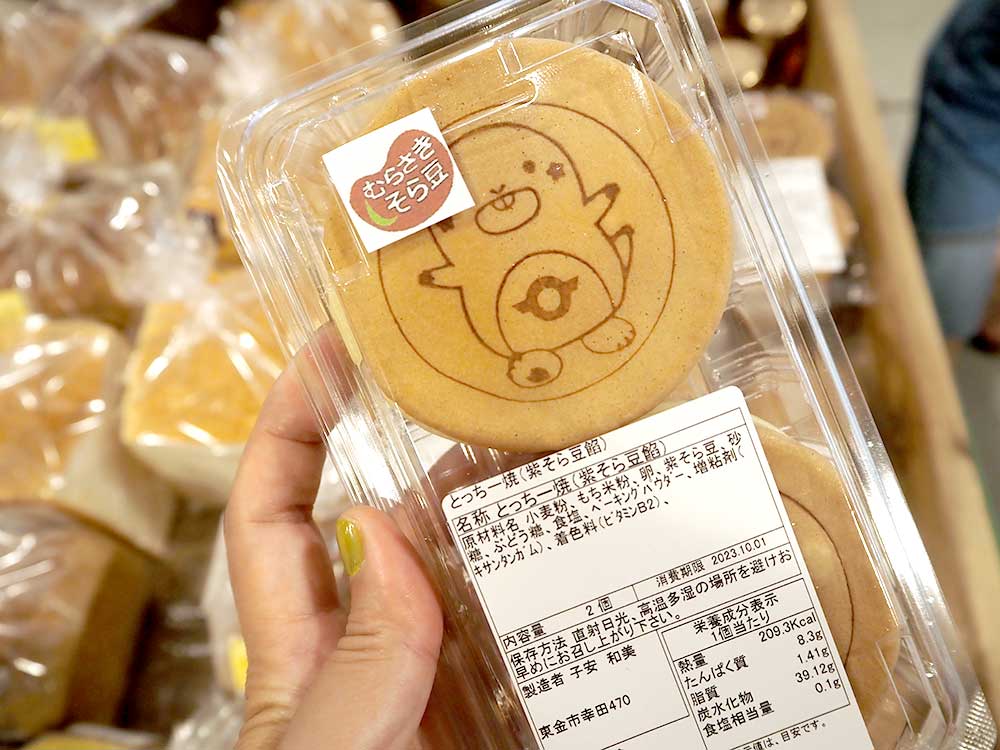 むらさき
そら豆
とっちー焼(紫そら豆餡)
名称 とっちー焼(紫そら豆餡)
原材料名 小麦粉、もち米粉、卵、紫そら豆、砂
糖、ぶどう糖、食塩、ベーキングパウダー、増粘剤(
キサンタンガム)、着色料(ビタミンB2)、
消費期限 2023.10.01
内容量 2個
保存方法 直射日光、高温多湿の場所を避けお
早めにお召し上がり下さい。
製造者 子安 和美
東金市幸田470
栄養成分表示
1個当たり
熱量 209.3Kcal
たんぱく質 8.3g
脂質 1.41g
炭水化物 39.12g
食塩相当量 0.1g
値は、目安です。